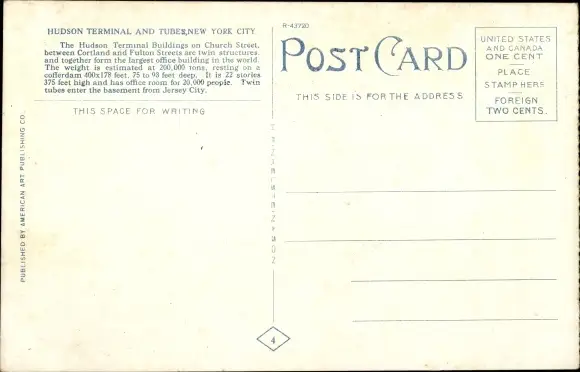 HUDSON TERMINAL AND TUBES, NEW YORK CITY
The Hudson Terminal Buildings on Church Street,
between Cortland and Fulton Streets are twin structures,
and together form the largest office building in the world.
The weight is estimated at 200,000 tons, resting on a
cofferdam 400x178 feet, 75 to 98 feet deep. It is 22 stories
375 feet high and has office room for 20,000 people. Twin
tubes enter the basement from Jersey City.
THIS SPACE FOR WRITING
PUBLISHED BY AMERICAN ART PUBLISHING CO.
R-43720
POST CARD
THIS SIDE IS FOR THE ADDRESS
UNITED STATES
AND CANADA
ONE CENT
PLACE
STAMP HERE
FOREIGN
TWO CENTS.
4